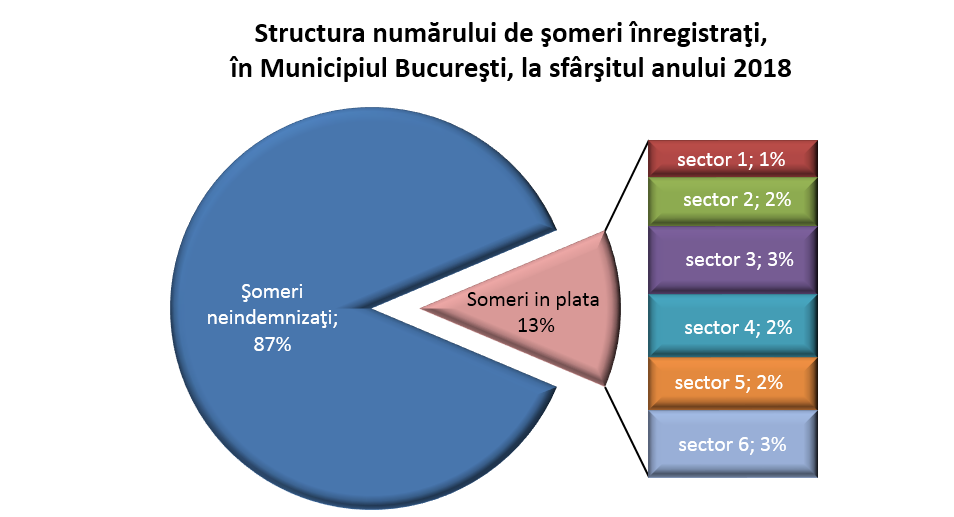 Structura numărului de şomeri înregistraţi,
în Municipiul Bucureşti, la sfârşitul anului 2018
sector 1; 1%
sector 2; 2%
sector 3; 3%
Şomeri
neindemnizaţi;
87%
Someri in plata
13%
sector 4; 2%
sector 5; 2%
sector 6; 3%